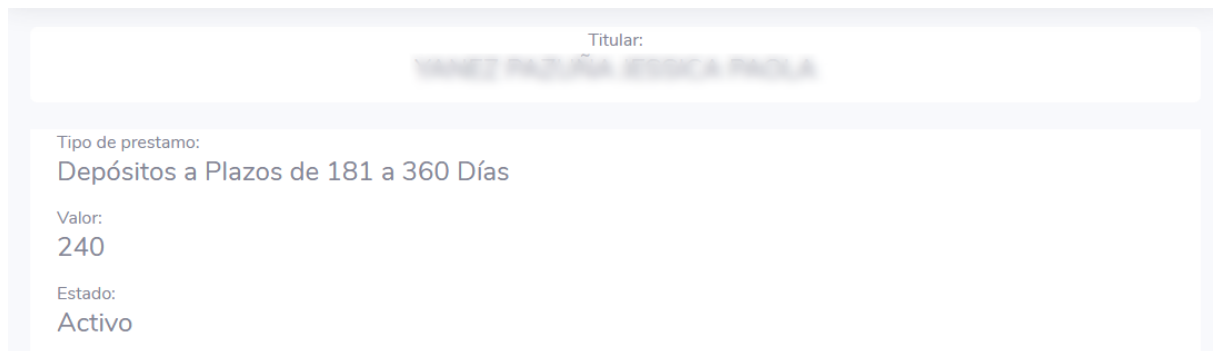 Titular:
Tipo de prestamo:
Depósitos a Plazos de 181 a 360 Días
Valor:
240
Estado:
Activo